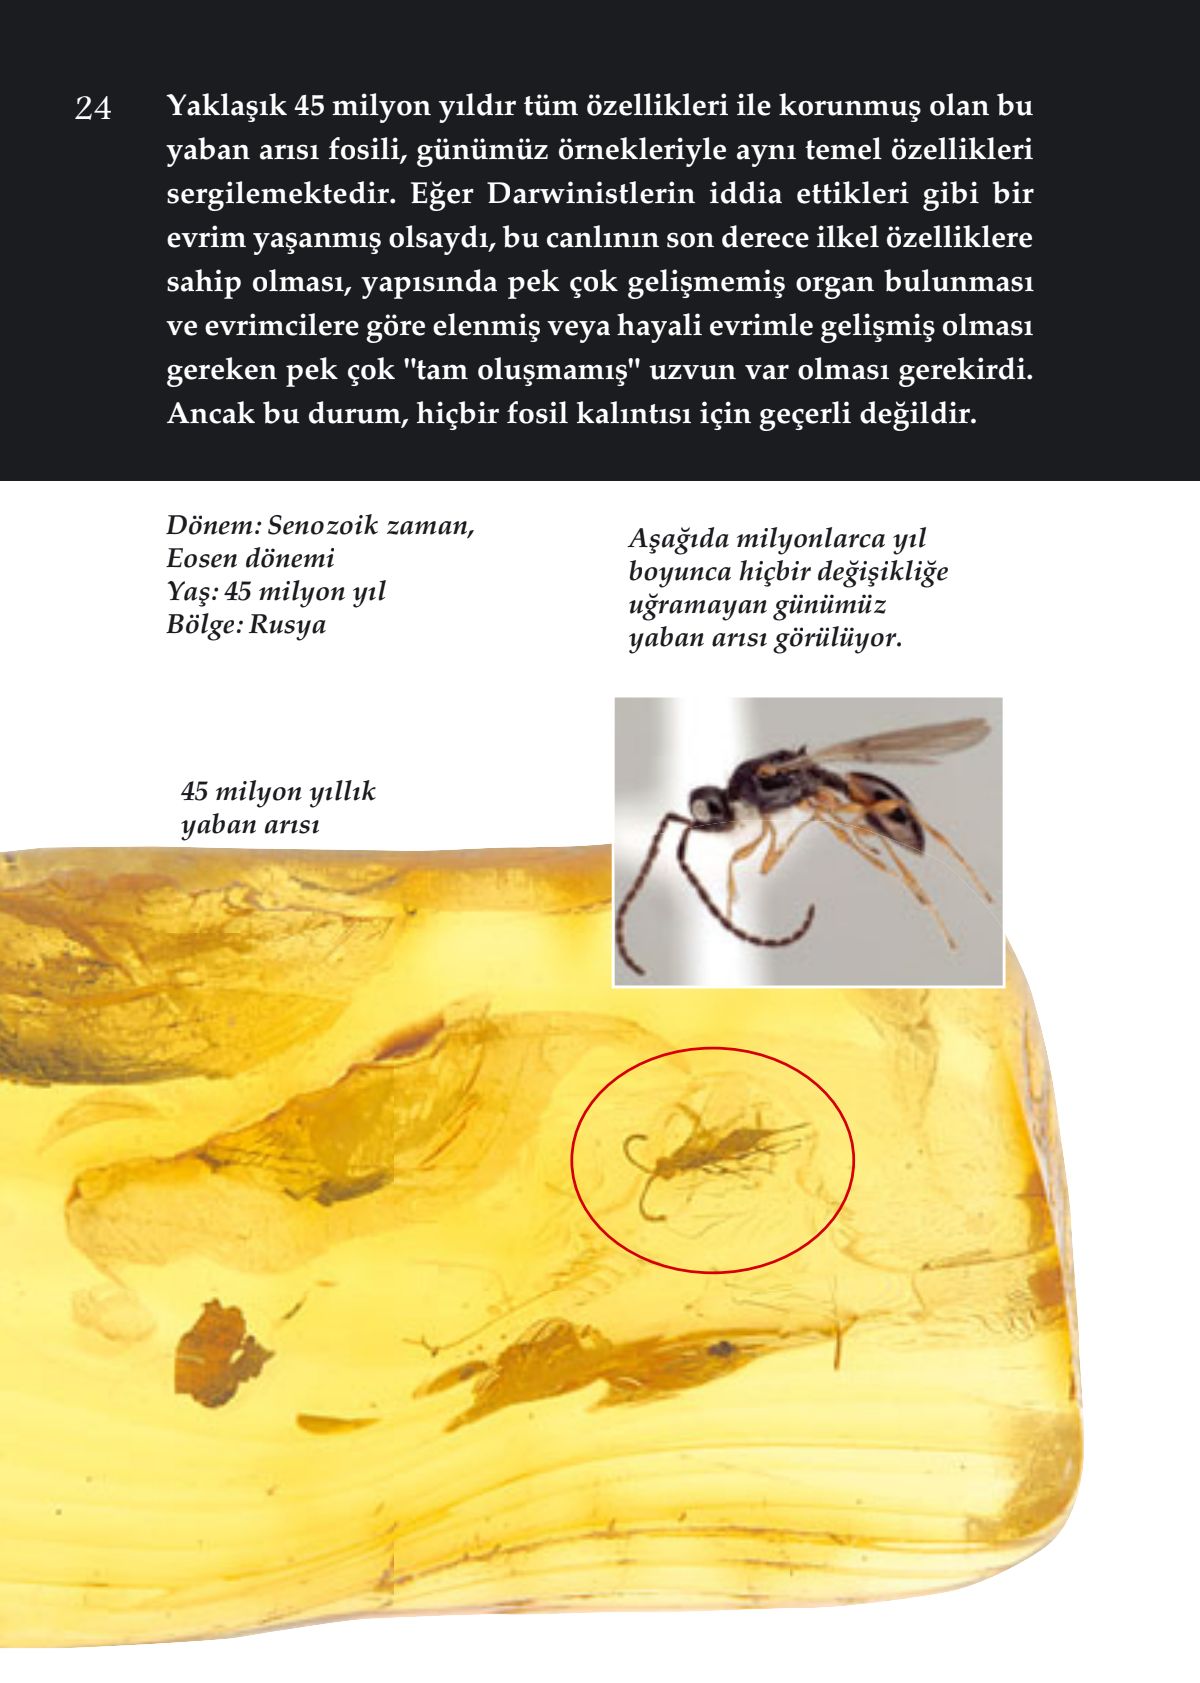 24
Yaklaşık 45 milyon yıldır tüm özellikleri ile korunmuş olan bu
yaban arısı fosili, günümüz örnekleriyle aynı temel özellikleri
sergilemektedir. Eğer Darwinistlerin iddia ettikleri gibi bir
evrim yaşanmış olsaydı, bu canlının son derece ilkel özelliklere
sahip olması, yapısında pek çok gelişmemiş organ bulunması
ve evrimcilere göre elenmiş veya hayali evrimle gelişmiş olması
gereken pek çok "tam oluşmamış" uzvun var olması gerekirdi.
Ancak bu durum, hiçbir fosil kalıntısı için geçerli değildir.
Dönem: Senozoik zaman,
Eosen dönemi
Yaş: 45 milyon yıl
Bölge: Rusya
Aşağıda milyonlarca yıl
boyunca hiçbir değişikliğe
uğramayan günümüz
yaban arısı görülüyor.
45 milyon yıllık
yaban arısı